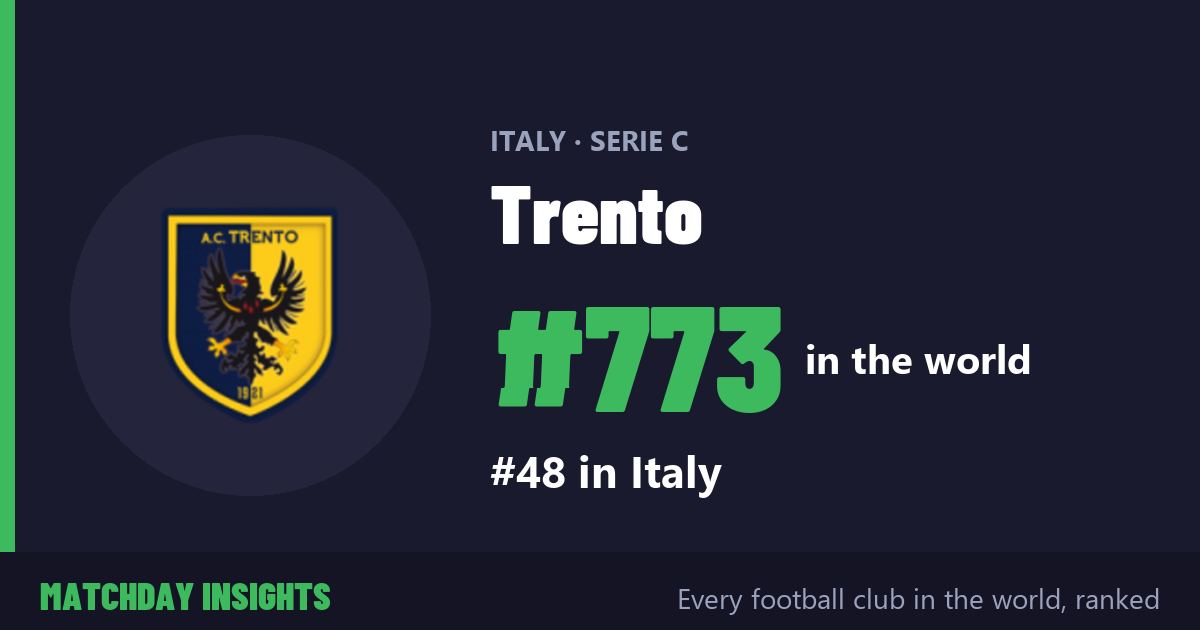 ITALY · SERIE C
Trento
A.C. TRENTO
1921
#773 in the world
#48 in Italy
MATCHDAY INSIGHTS
Every football club in the world, ranked